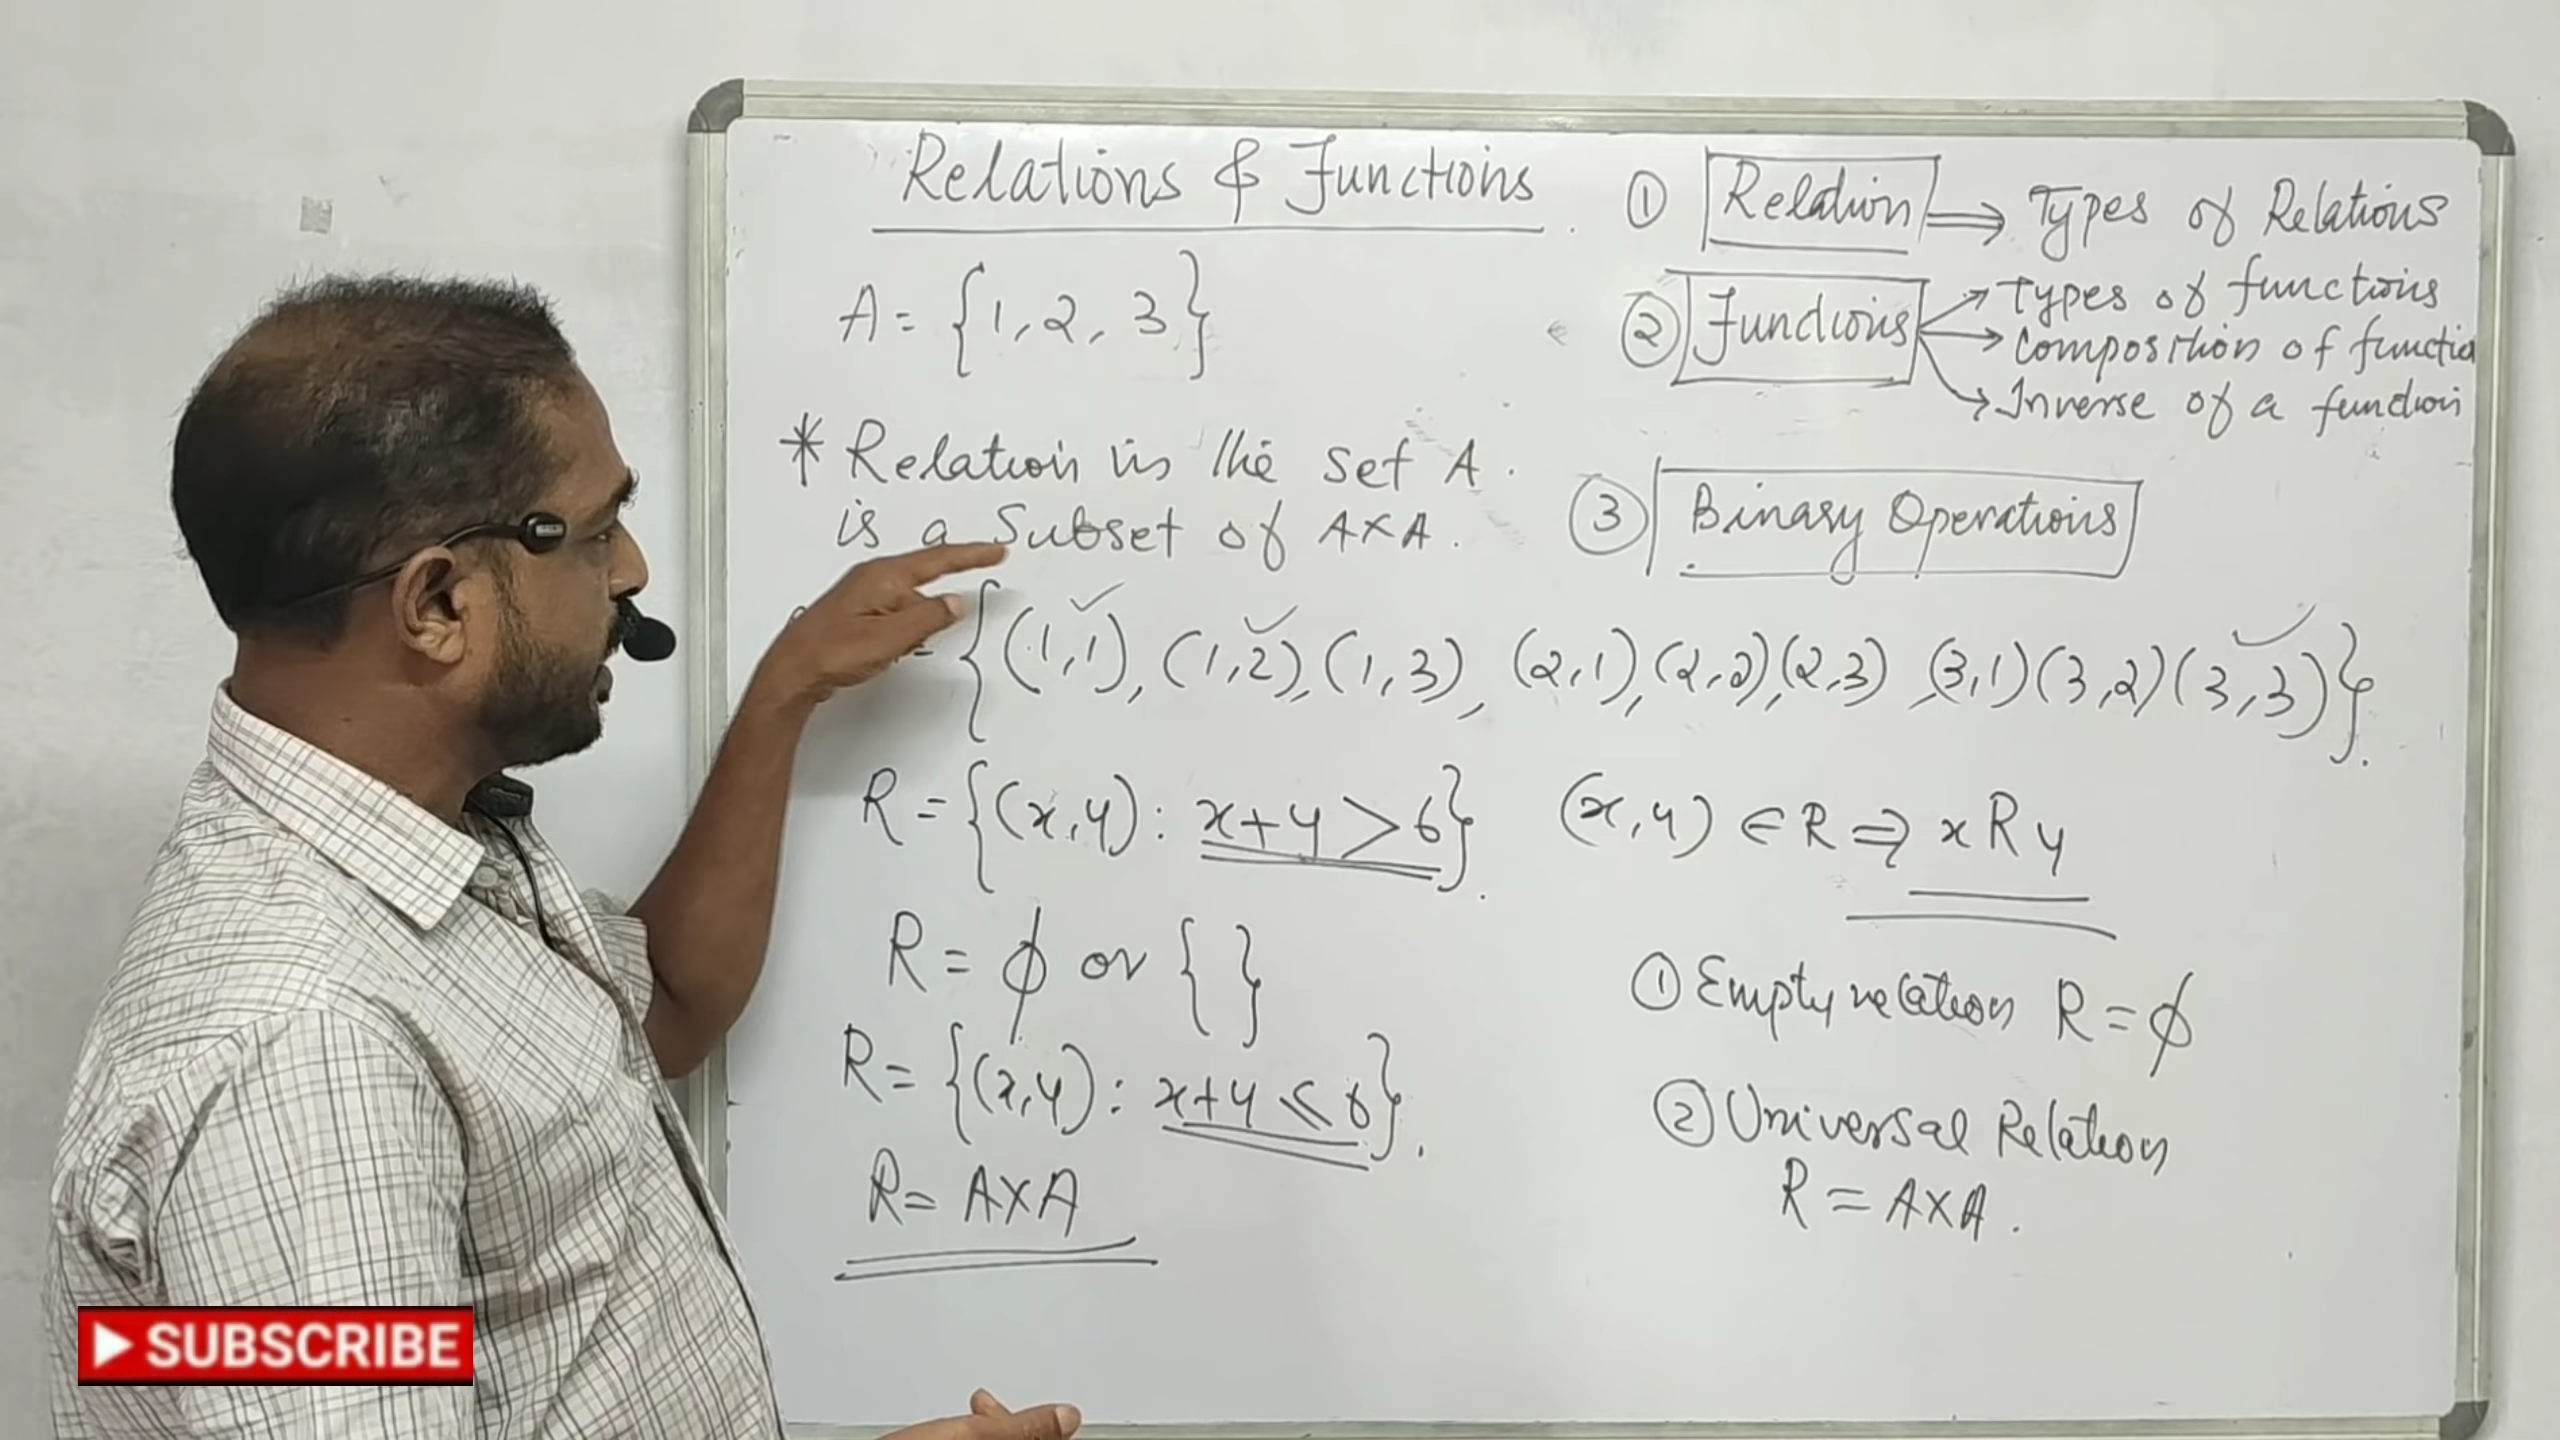 Relations & Functions
A = {1, 2, 3}
* Relation in the set A.
is a Subset of A×A.
= {(1,1), (1,2), (1,3), (2,1), (2,2), (2,3), (3,1) (3,2) (3,3)}.
R = {(x,y): x+y > 6}.
R = ϕ or { }
R = {(x,y): x+y ≤ 6}.
R = A×A
① Relation ⇒ Types of Relations
② Functions → Types of functions
→ Composition of functio
→ Inverse of a function
③ Binary Operations
(x,y) ∈ R ⇒ x R y
① Empty relation R = ϕ
② Universal Relation
R = A×A.
SUBSCRIBE